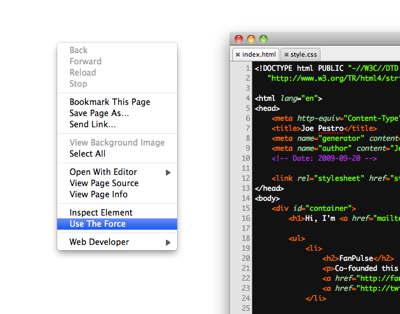 Back
Forward
Reload
Stop
Bookmark This Page
Save Page As...
Send Link...
View Background Image
Select All
Open With Editor
View Page Source
View Page Info
Inspect Element
Use The Force
Web Developer
index.html
style.css
1 <!DOCTYPE html PUBLIC "-//W3C//DTD
2 "http://www.w3.org/TR/html4/stri
3
4 <html lang="en">
5 <head>
6 <meta http-equiv="Content-Type"
7 <title>Joe Pestro</title>
8 <meta name="generator" content
9 <meta name="author" content="Je
10 <!-- Date: 2009-09-20 -->
11
12 <link rel="stylesheet" href="st
13 </head>
14 <body>
15 <div id="container">
16 <h1>Hi, I'm <a href="mailto
17
18 <ul>
19 <li>
20 <h2>FanPulse</h2>
21 <p>Co-founded this
22 <a href="http://fan
23 <a href="http://tw
24 </li>
25